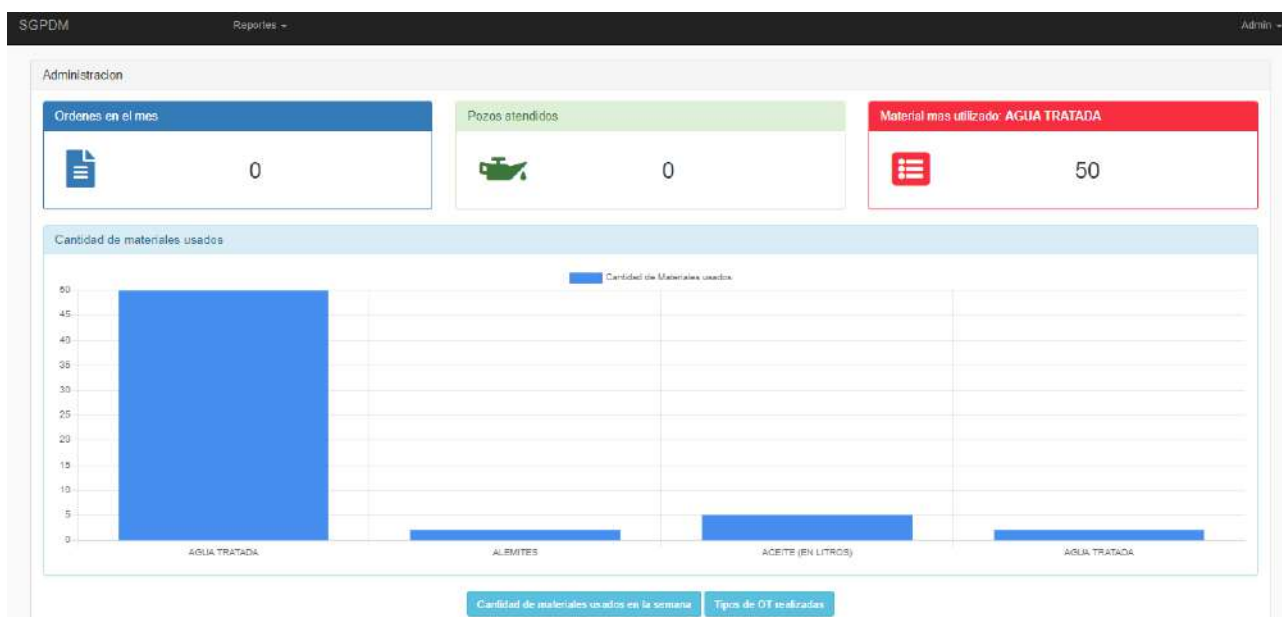 SGPDM Reportes Admin
Administracion
Ordenes en el mes
0
Pozos atendidos
0
Material mas utilizado: AGUA TRATADA
50
Cantidad de materiales usados
Cantidad de Materiales usados
50
45
40
35
30
25
20
15
10
5
0
AGUA TRATADA ALEMITES ACEITE (EN LITROS) AGUA TRATADA
Cantidad de materiales usados en la semana Tipos de OT realizadas